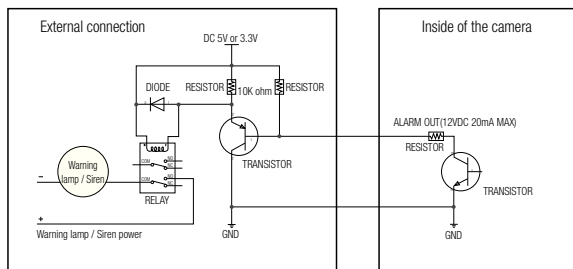 External connection
Inside of the camera
DC 5V or 3.3V
DIODE
RESISTOR
10K ohm
RESISTOR
ALARM OUT(12VDC 20mA MAX)
RESISTOR
TRANSISTOR
TRANSISTOR
Warning
lamp / Siren
COM
NO
NC
COM
NO
NC
RELAY
–
+
Warning lamp / Siren power
GND
GND